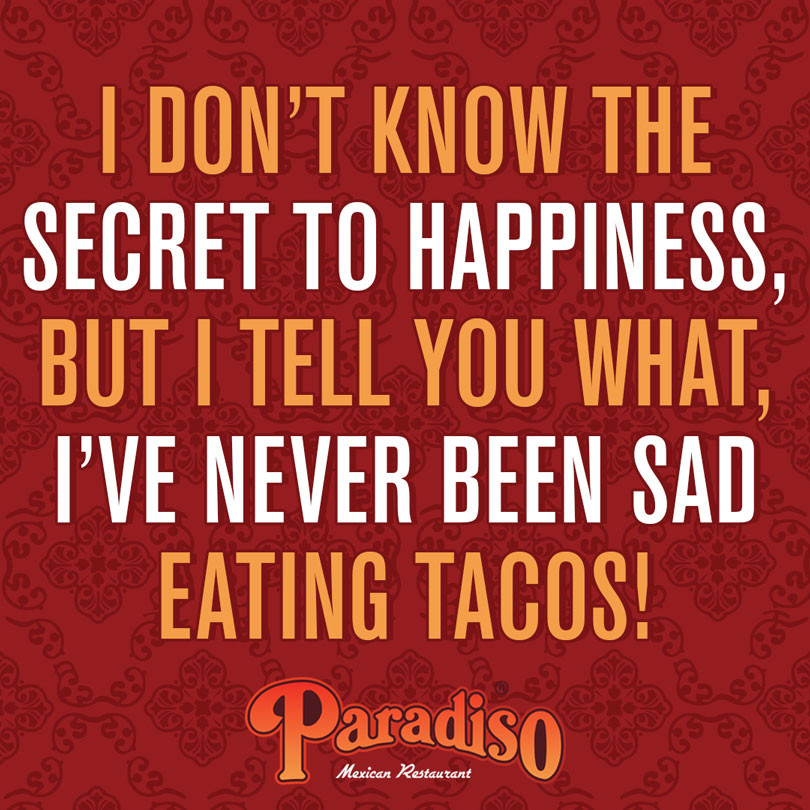 I DON'T KNOW THE
SECRET TO HAPPINESS,
BUT I TELL YOU WHAT,
I'VE NEVER BEEN SAD
EATING TACOS!
Paradiso®
Mexican Restaurant